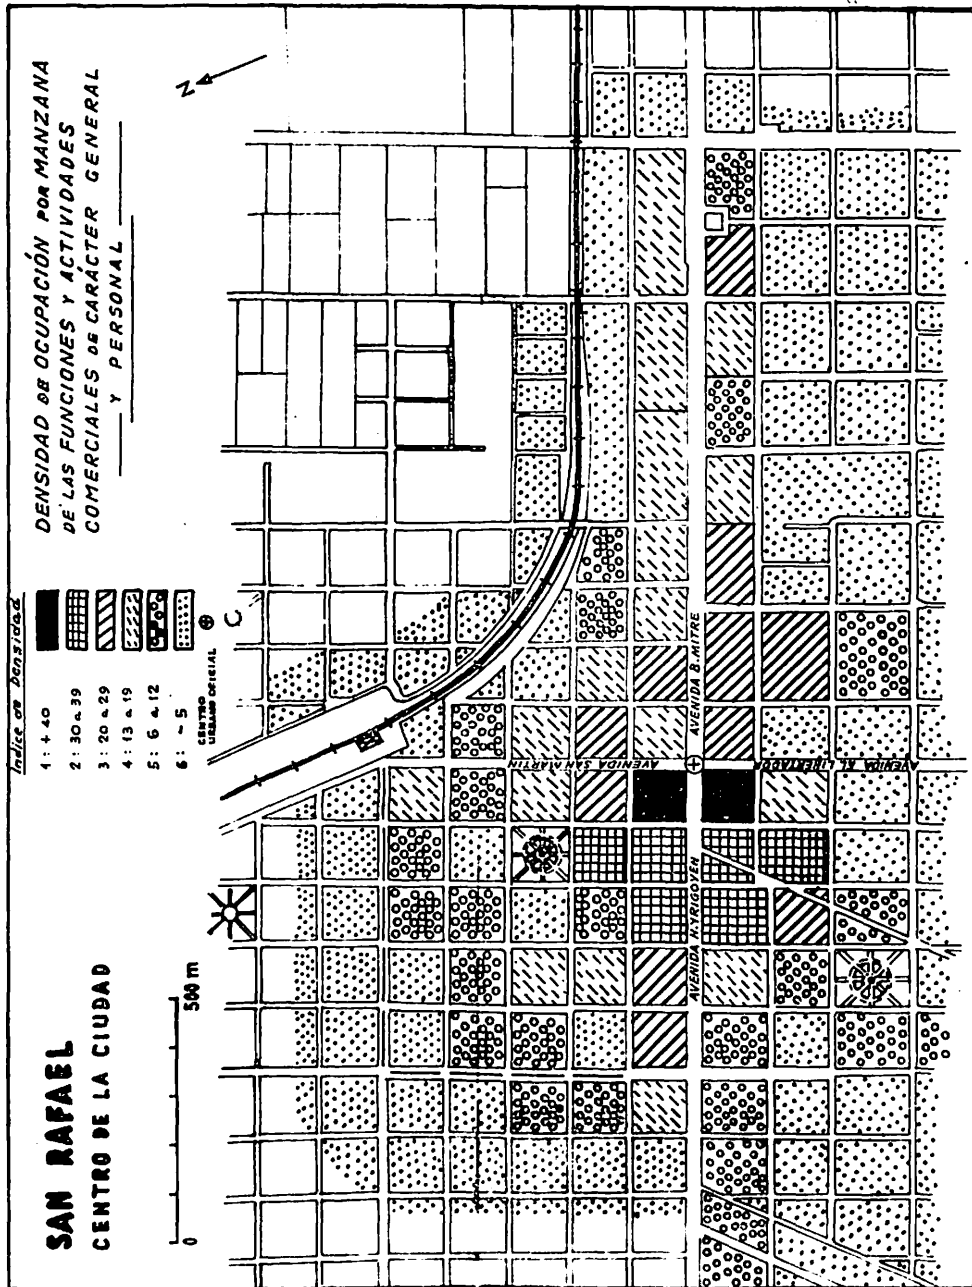 SAN RAFAEL
CENTRO DE LA CIUDAD
0 500 m
Indice de Densidad
1 : + 40
2 : 30 a 39
3 : 20 a 29
4 : 13 a 19
5 : 6 a 12
6 : ~ 5
CENTRO
URBANO OFICIAL
DENSIDAD DE OCUPACIÓN POR MANZANA
DE LAS FUNCIONES Y ACTIVIDADES
COMERCIALES DE CARÁCTER GENERAL
Y PERSONAL
N
AVENIDA SAN MARTIN
AVENIDA EL LIBERTADOR
AVENIDA H. YRIGOYEN
AVENIDA B. MITRE